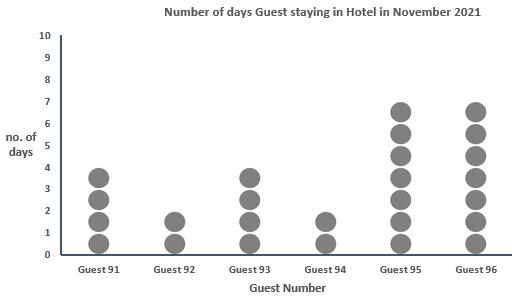 Number of days Guest staying in Hotel in November 2021
10
9
8
7
6
5
4
3
2
1
0
no. of
days
Guest 91 Guest 92 Guest 93 Guest 94 Guest 95 Guest 96
Guest Number